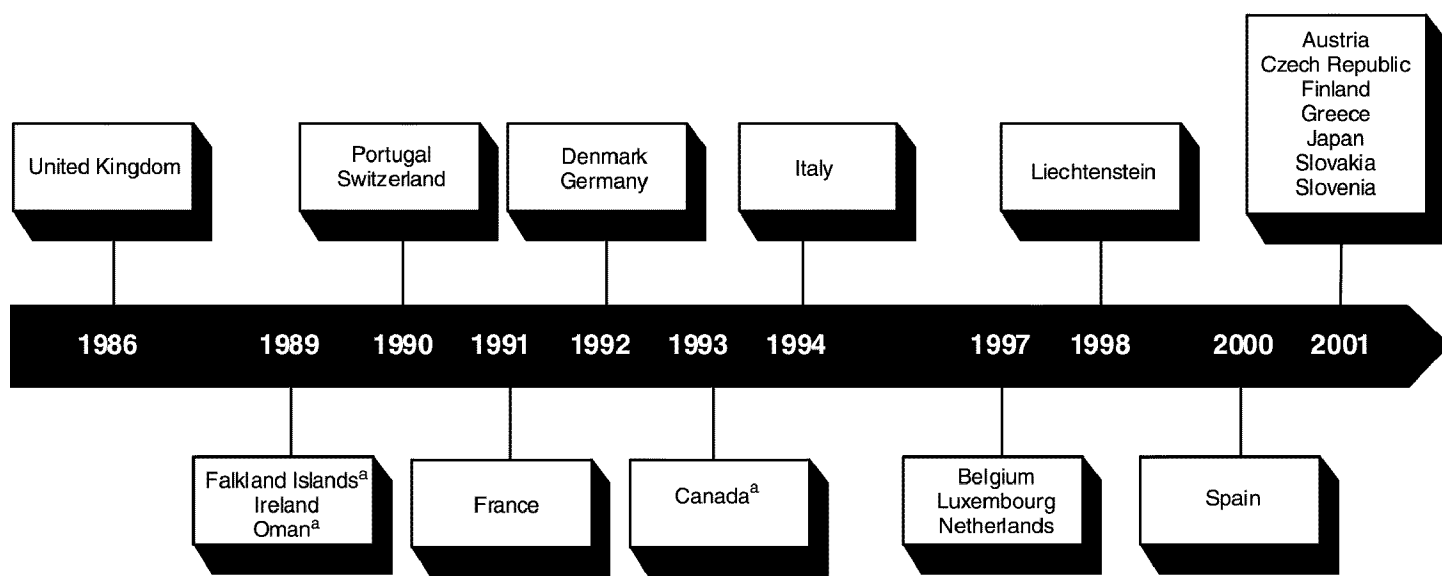 Austria
Czech Republic
Finland
Greece
Japan
Slovakia
Slovenia
United Kingdom
Portugal
Switzerland
Denmark
Germany
Italy
Liechtenstein
1986 1989 1990 1991 1992 1993 1994 1997 1998 2000 2001
Falkland Islandsᵃ
Ireland
Omanᵃ
France
Canadaᵃ
Belgium
Luxembourg
Netherlands
Spain